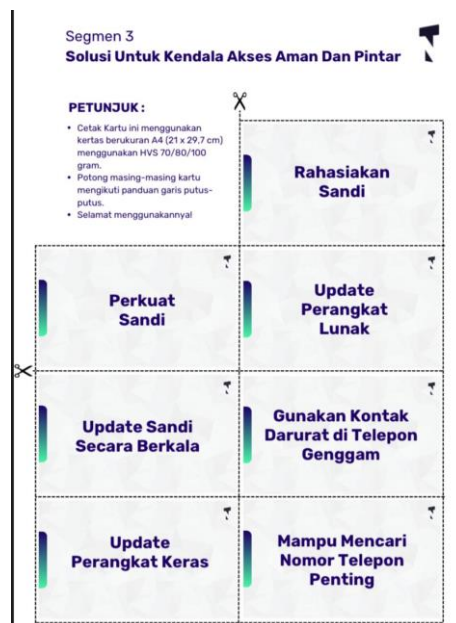 Segmen 3
Solusi Untuk Kendala Akses Aman Dan Pintar
PETUNJUK :
• Cetak Kartu ini menggunakan
kertas berukuran A4 (21 x 29,7 cm)
menggunakan HVS 70/80/100
gram.
• Potong masing-masing kartu
mengikuti panduan garis putus-
putus.
• Selamat menggunakannya!
Rahasiakan
Sandi
Perkuat
Sandi
Update
Perangkat
Lunak
Update Sandi
Secara Berkala
Gunakan Kontak
Darurat di Telepon
Genggam
Update
Perangkat Keras
Mampu Mencari
Nomor Telepon
Penting